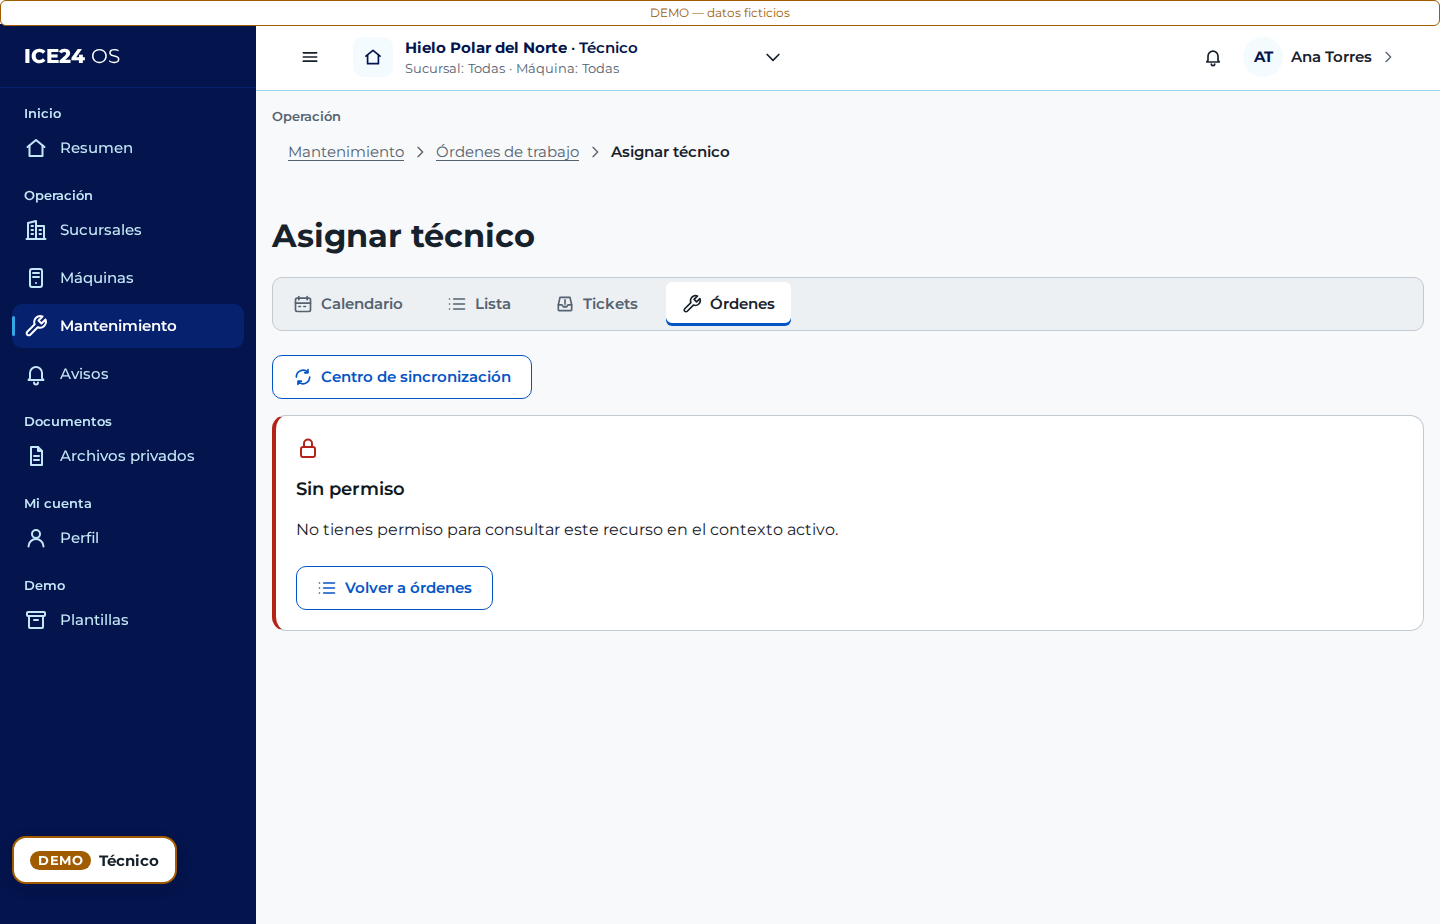 DEMO — datos ficticios
ICE24 OS
Inicio
Resumen
Operación
Sucursales
Máquinas
Mantenimiento
Avisos
Documentos
Archivos privados
Mi cuenta
Perfil
Demo
Plantillas
DEMO Técnico
Hielo Polar del Norte · Técnico
Sucursal: Todas · Máquina: Todas
AT Ana Torres
Operación
Mantenimiento Órdenes de trabajo Asignar técnico
Asignar técnico
Calendario Lista Tickets Órdenes
Centro de sincronización
Sin permiso
No tienes permiso para consultar este recurso en el contexto activo.
Volver a órdenes